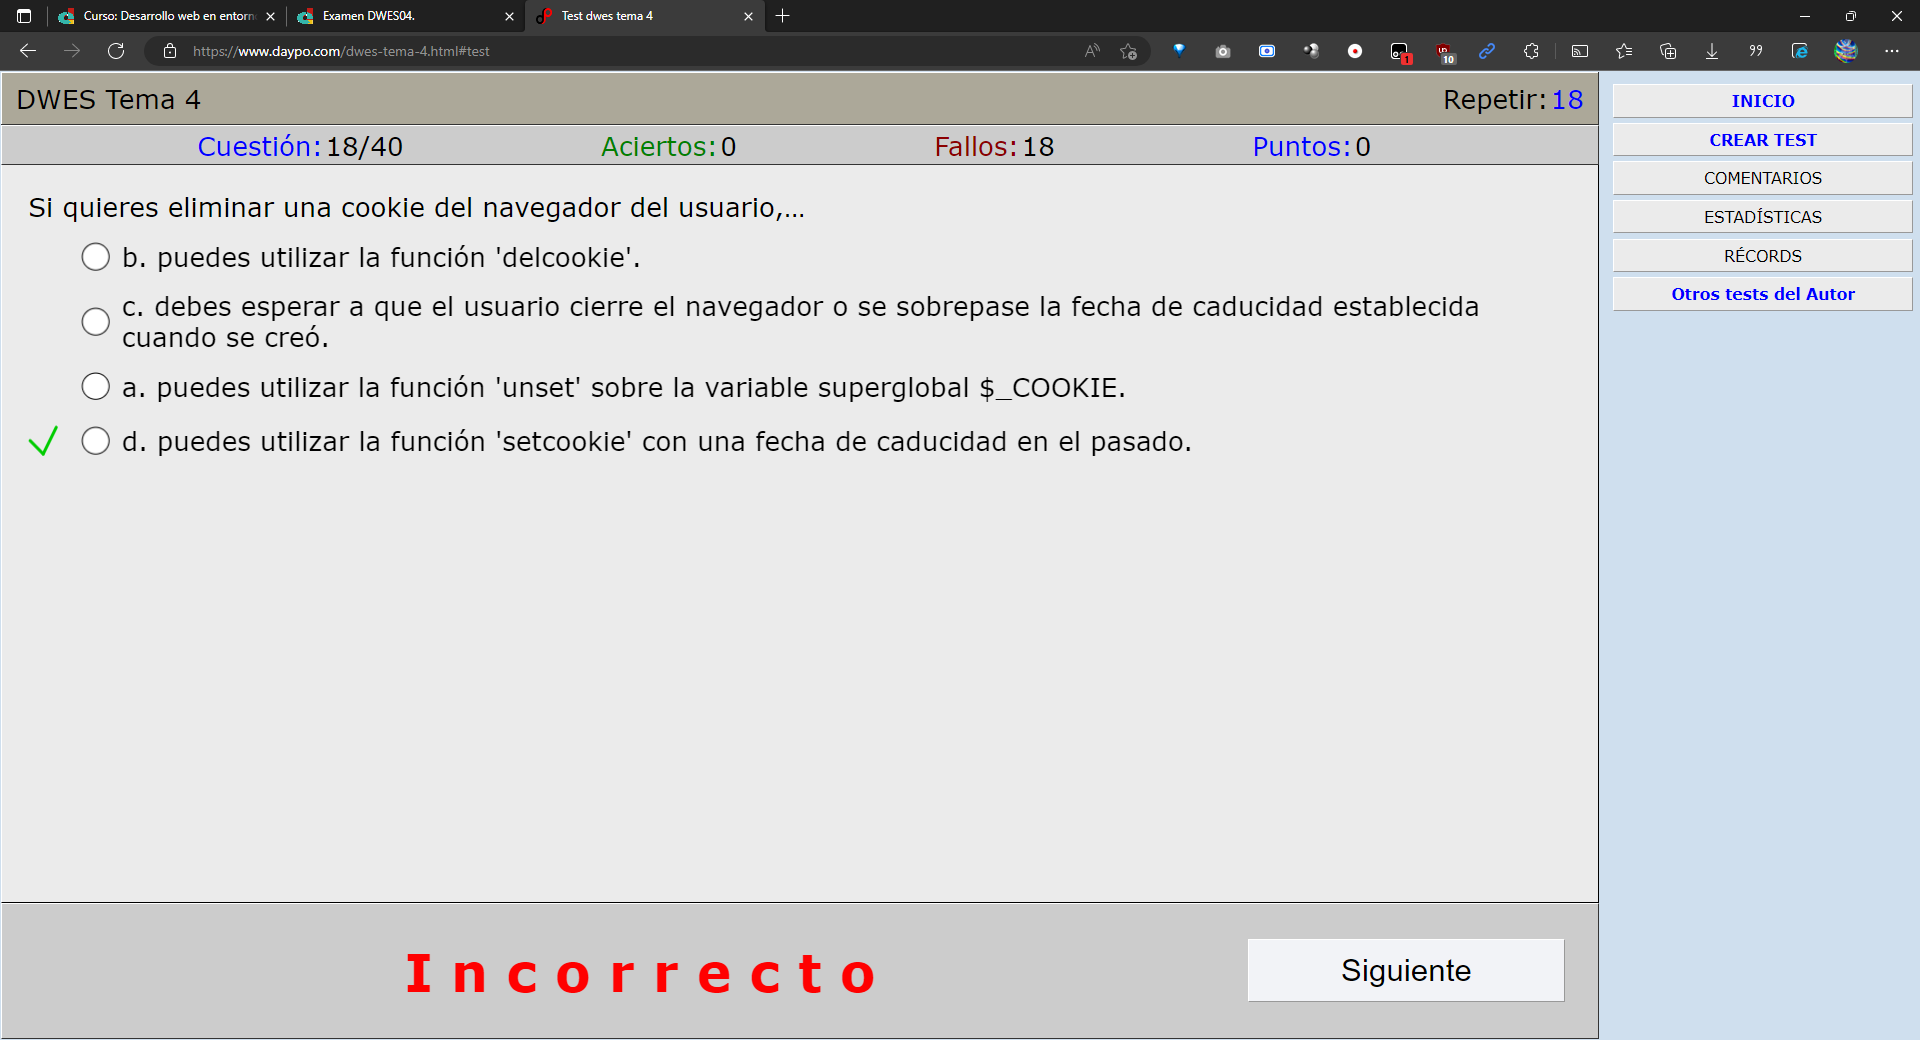 Curso: Desarrollo web en entorn
Examen DWES04.
Test dwes tema 4
https://www.daypo.com/dwes-tema-4.html#test
1
10
DWES Tema 4
Repetir: 18
Cuestión: 18/40
Aciertos: 0
Fallos: 18
Puntos: 0
Si quieres eliminar una cookie del navegador del usuario,...
b. puedes utilizar la función 'delcookie'.
c. debes esperar a que el usuario cierre el navegador o se sobrepase la fecha de caducidad establecida
cuando se creó.
a. puedes utilizar la función 'unset' sobre la variable superglobal $_COOKIE.
d. puedes utilizar la función 'setcookie' con una fecha de caducidad en el pasado.
Incorrecto
Siguiente
INICIO
CREAR TEST
COMENTARIOS
ESTADÍSTICAS
RÉCORDS
Otros tests del Autor